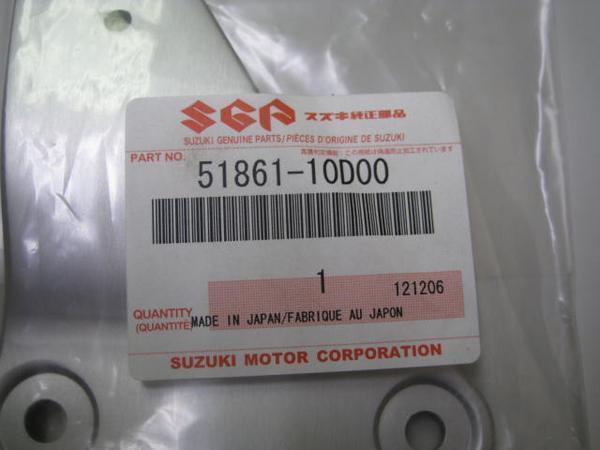 SGP スズキ純正部品
SUZUKI GENUINE PARTS/PIÈCES D'ORIGINE DE SUZUKI
PART NO.
51861-10D00
1 121206
QUANTITY
(QUANTITÉ) MADE IN JAPAN/FABRIQUE AU JAPON
SUZUKI MOTOR CORPORATION